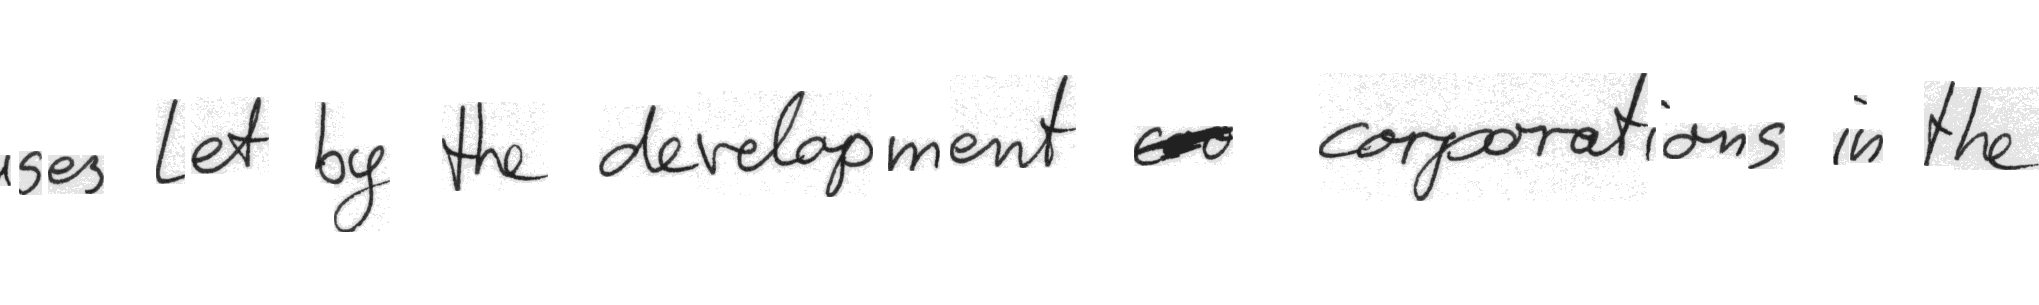 uses Let by the development corporations in the